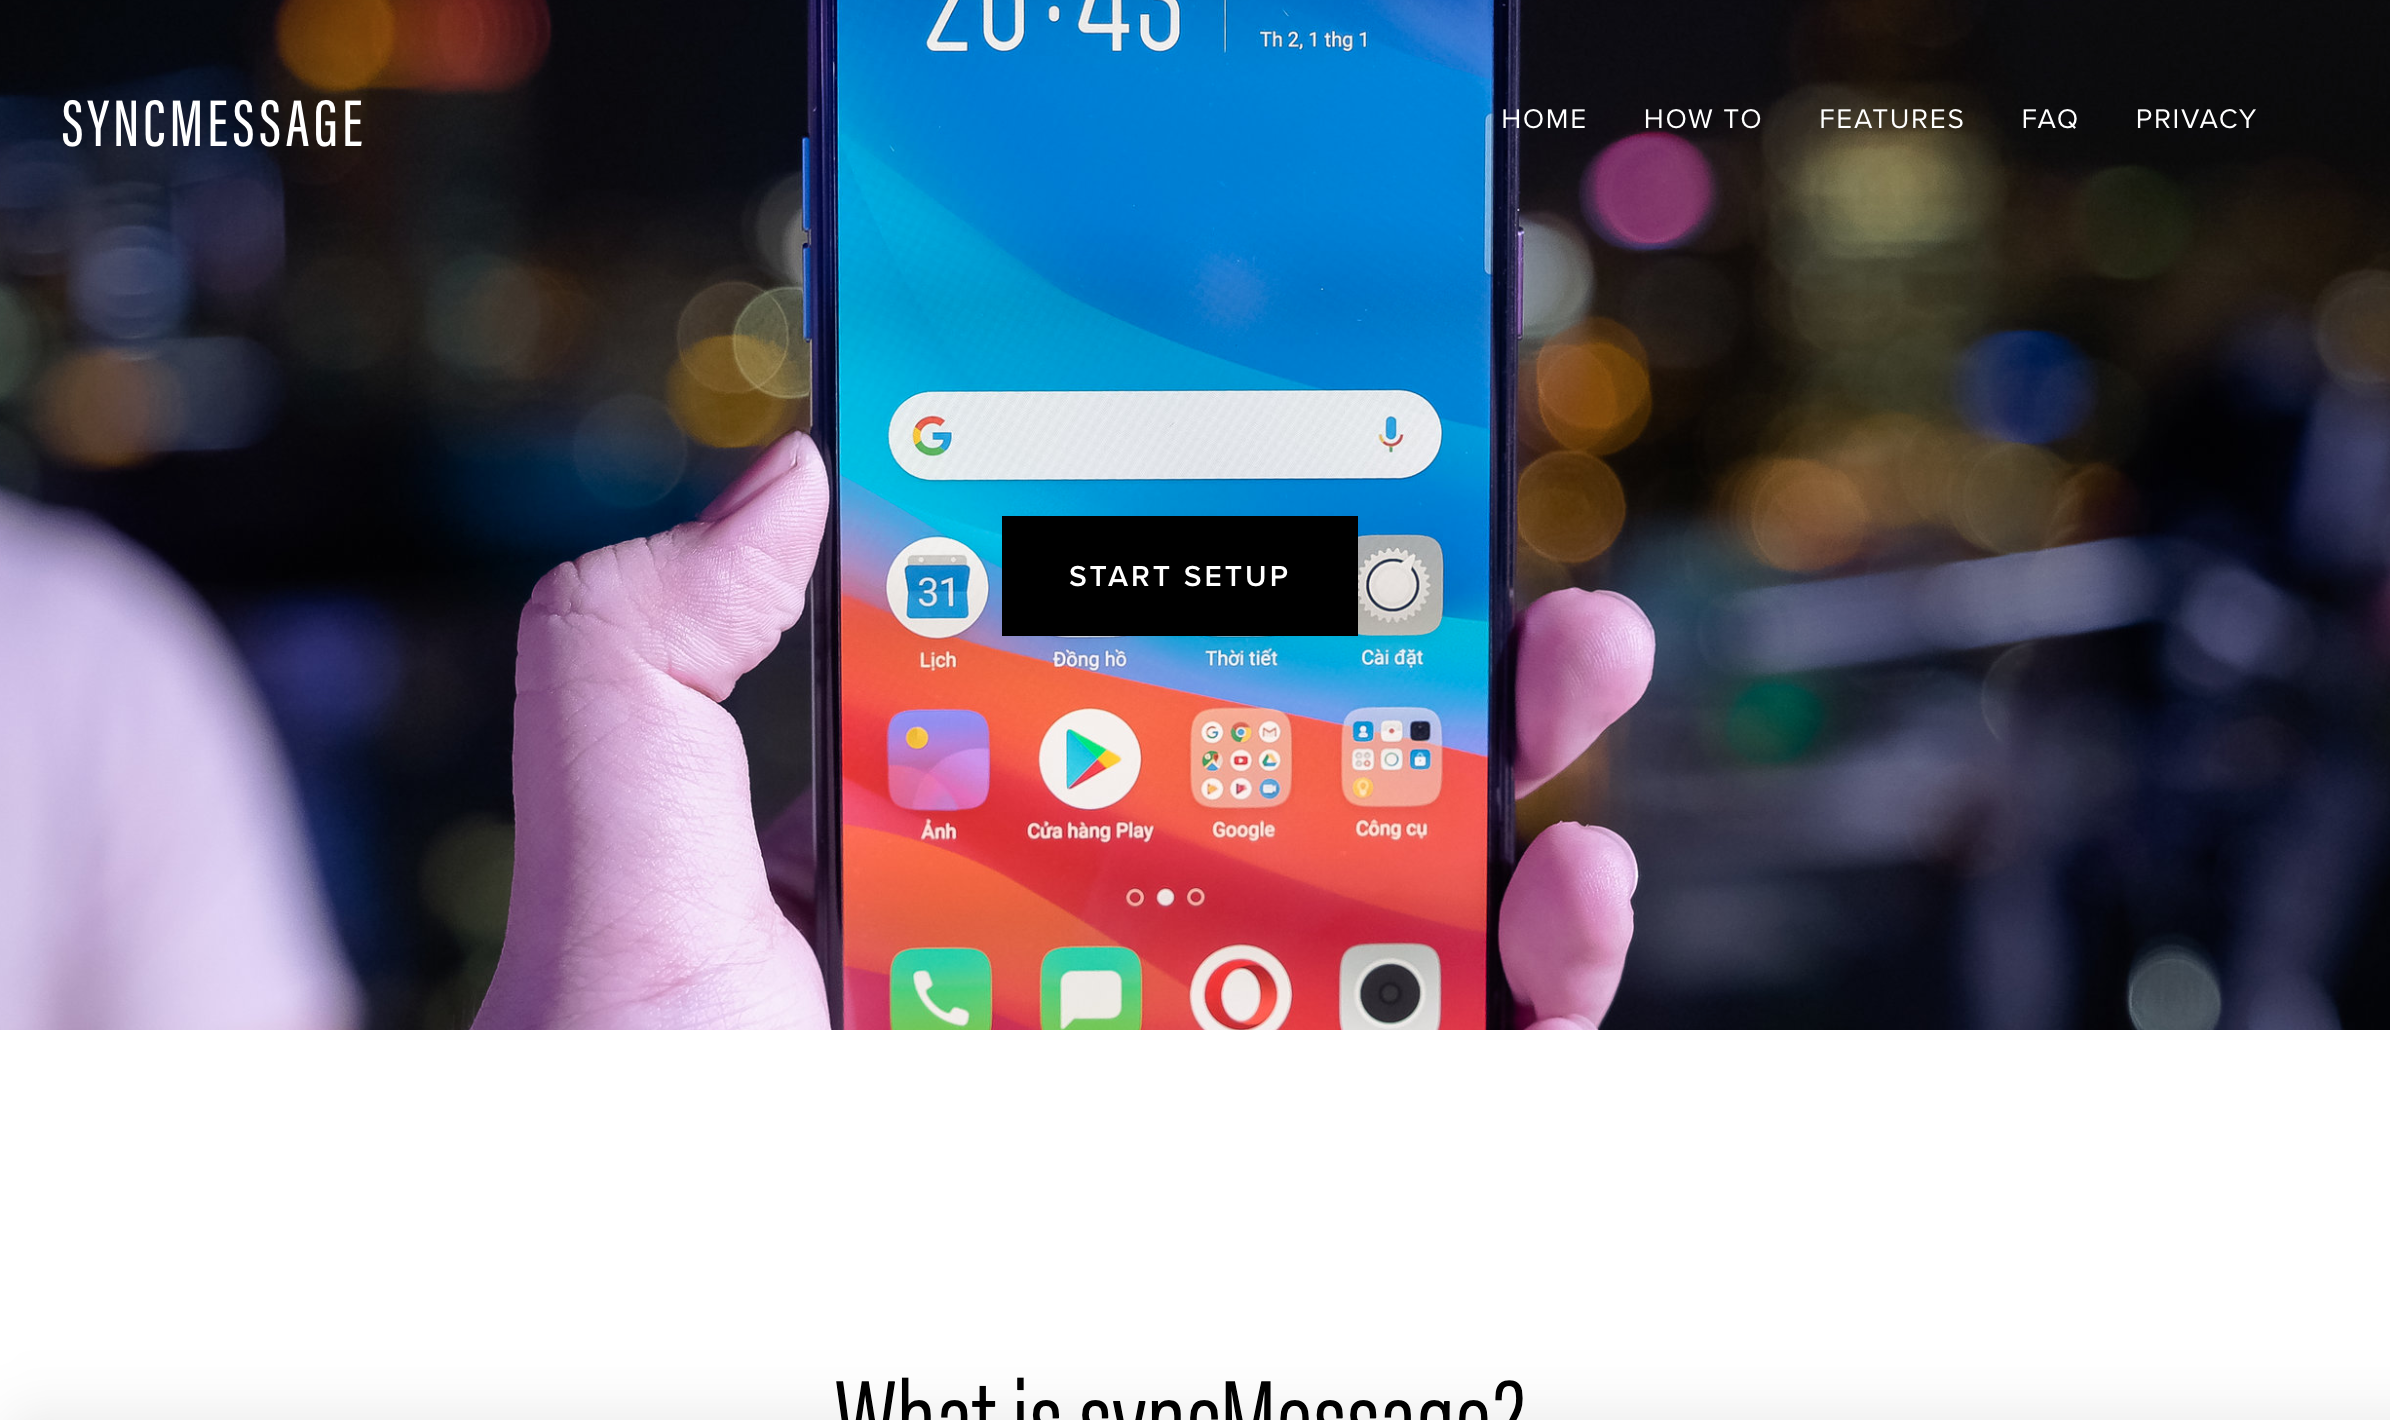 20:43
Th 2, 1 thg 1
SYNCMESSAGE
HOME HOW TO FEATURES FAQ PRIVACY
START SETUP
31
Lịch Đồng hồ Thời tiết Cài đặt
Ảnh Cửa hàng Play Google Công cụ
What is syncMessage?